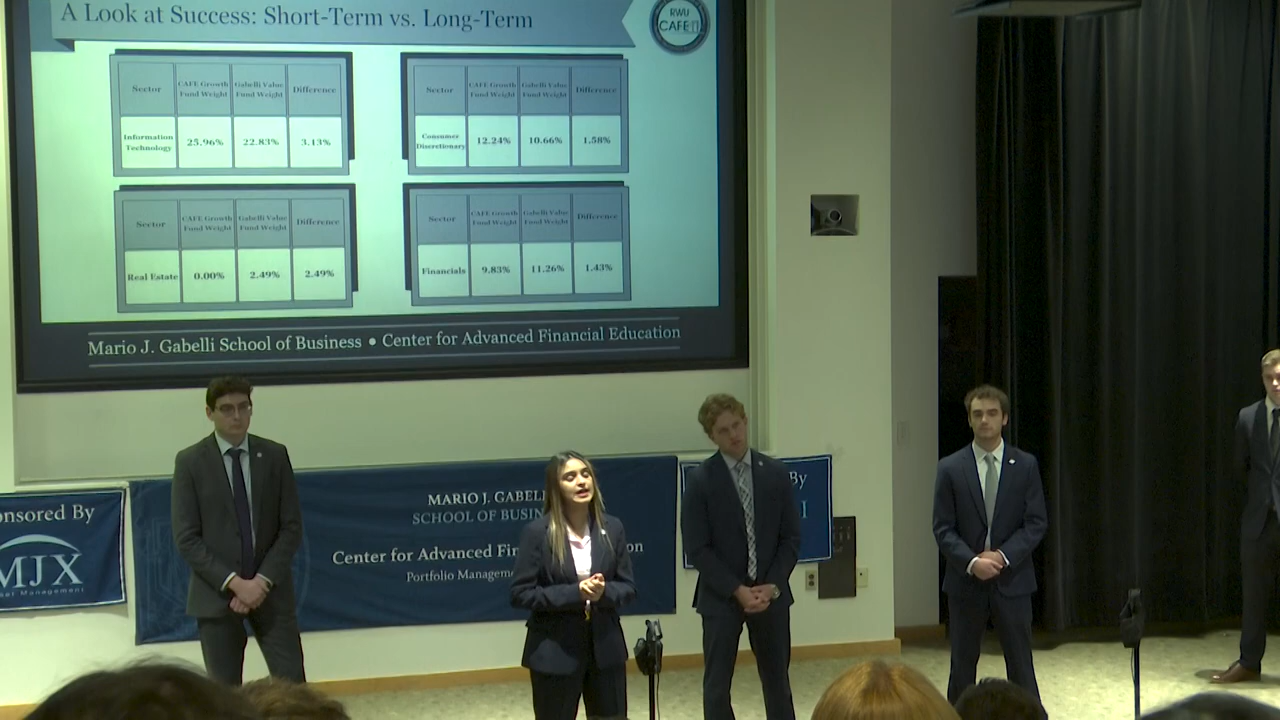 A Look at Success: Short-Term vs. Long-Term
RWU
CAFE
Sector CAFE Growth Fund Weight Gabelli Value Fund Weight Difference
Information Technology 25.96% 22.83% 3.13%
Sector CAFE Growth Fund Weight Gabelli Value Fund Weight Difference
Consumer Discretionary 12.24% 10.66% 1.58%
Sector CAFE Growth Fund Weight Gabelli Value Fund Weight Difference
Real Estate 0.00% 2.49% 2.49%
Sector CAFE Growth Fund Weight Gabelli Value Fund Weight Difference
Financials 9.83% 11.26% 1.43%
Mario J. Gabelli School of Business • Center for Advanced Financial Education
onsored By
MJX
set Management
MARIO J. GABELL
SCHOOL OF BUSIN
Center for Advanced Fin on
Portfolio Managem
By
I